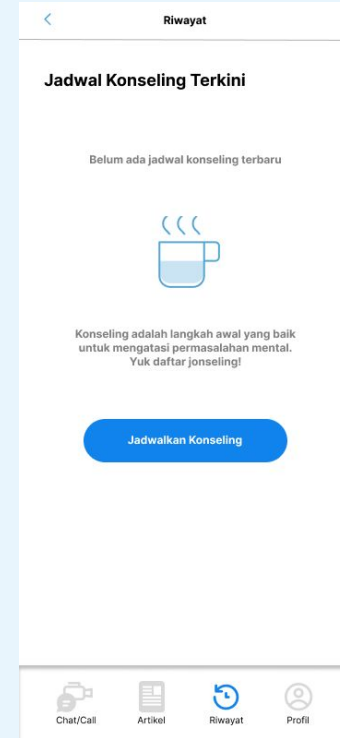 Riwayat
Jadwal Konseling Terkini
Belum ada jadwal konseling terbaru
Konseling adalah langkah awal yang baik
untuk mengatasi permasalahan mental.
Yuk daftar jonseling!
Jadwalkan Konseling
Chat/Call
Artikel
Riwayat
Profil